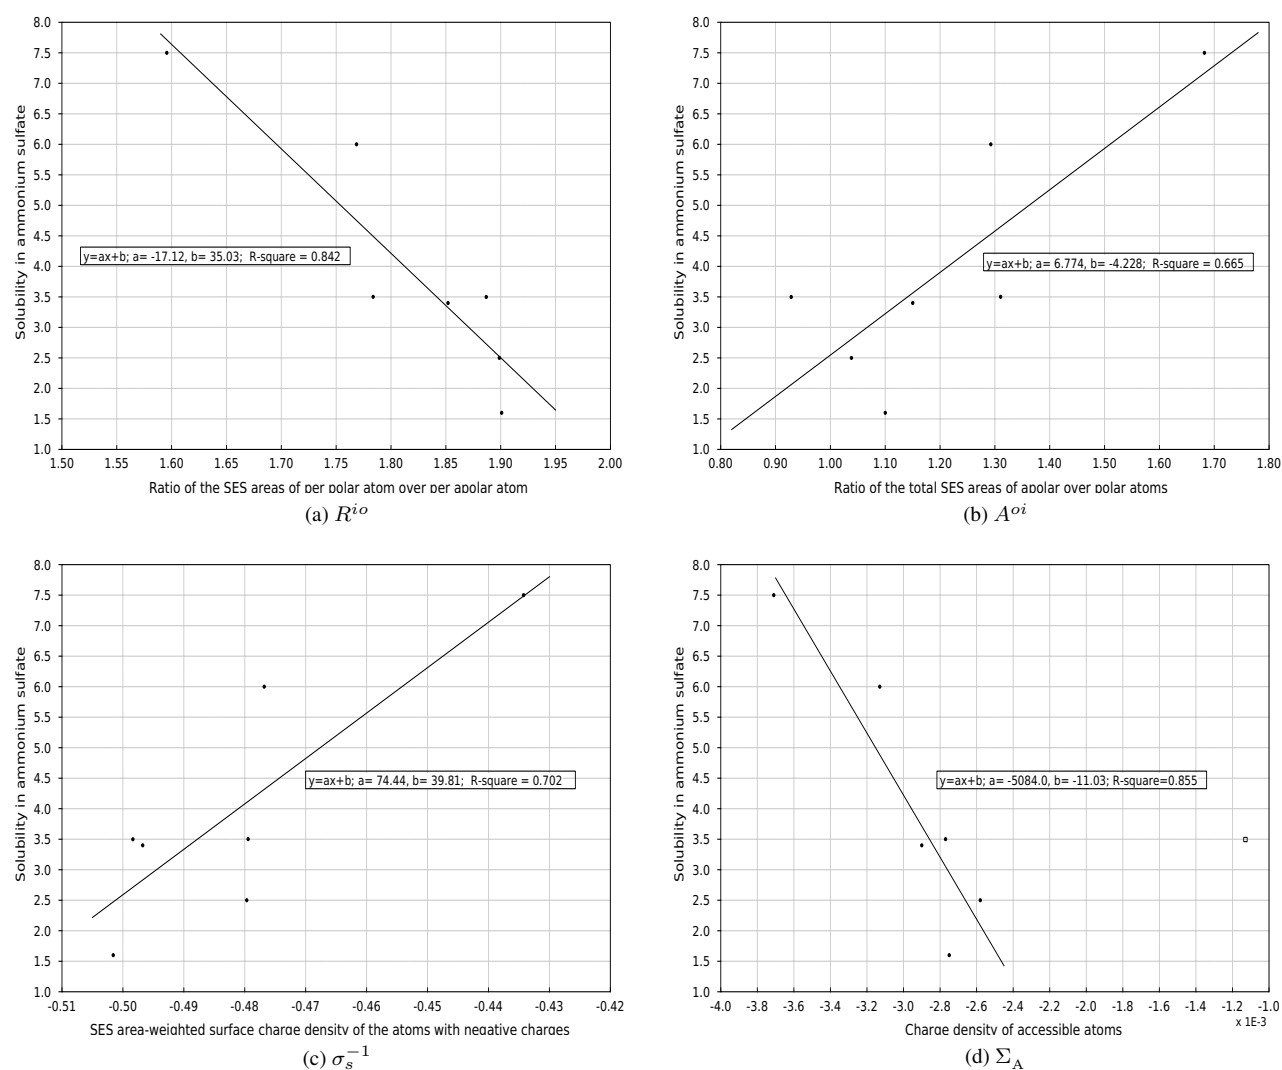 8.0
7.5
7.0
6.5
6.0
5.5
5.0
4.5
4.0
3.5
3.0
2.5
2.0
1.5
1.0
Solubility in ammonium sulfate
y=ax+b; a= -17.12, b= 35.03; R-square = 0.842
1.50 1.55 1.60 1.65 1.70 1.75 1.80 1.85 1.90 1.95 2.00
Ratio of the SES areas of per polar atom over per apolar atom
(a) R^{io}
8.0
7.5
7.0
6.5
6.0
5.5
5.0
4.5
4.0
3.5
3.0
2.5
2.0
1.5
1.0
Solubility in ammonium sulfate
y=ax+b; a= 6.774, b= -4.228; R-square = 0.665
0.80 0.90 1.00 1.10 1.20 1.30 1.40 1.50 1.60 1.70 1.80
Ratio of the total SES areas of apolar over polar atoms
(b) A^{oi}
8.0
7.5
7.0
6.5
6.0
5.5
5.0
4.5
4.0
3.5
3.0
2.5
2.0
1.5
1.0
Solubility in ammonium sulfate
y=ax+b; a= 74.44, b= 39.81; R-square = 0.702
-0.51 -0.50 -0.49 -0.48 -0.47 -0.46 -0.45 -0.44 -0.43 -0.42
SES area-weighted surface charge density of the atoms with negative charges
(c) σ_s^{-1}
8.0
7.5
7.0
6.5
6.0
5.5
5.0
4.5
4.0
3.5
3.0
2.5
2.0
1.5
1.0
Solubility in ammonium sulfate
y=ax+b; a= -5084.0, b= -11.03; R-square=0.855
-4.0 -3.8 -3.6 -3.4 -3.2 -3.0 -2.8 -2.6 -2.4 -2.2 -2.0 -1.8 -1.6 -1.4 -1.2 -1.0
x 1E-3
Charge density of accessible atoms
(d) Σ_A